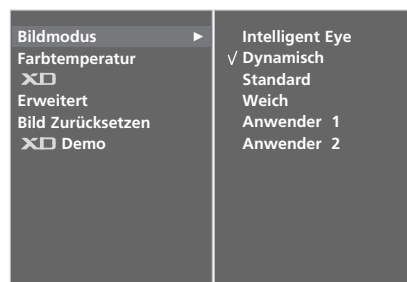 Bildmodus ►
Farbtemperatur
XD
Erweitert
Bild Zurücksetzen
XD Demo
Intelligent Eye
√ Dynamisch
Standard
Weich
Anwender 1
Anwender 2